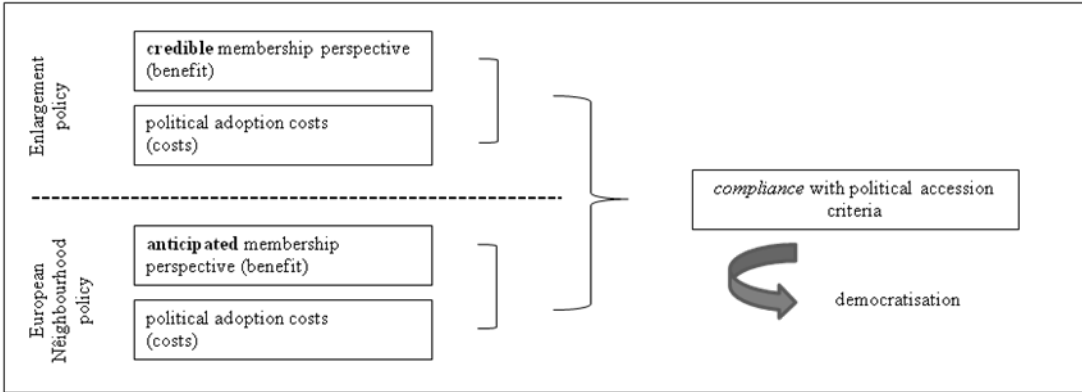 Enlargement
policy
credible membership perspective
(benefit)
political adoption costs
(costs)
European
Nêighbourhood
policy
anticipated membership
perspective (benefit)
political adoption costs
(costs)
compliance with political accession
criteria
democratisation